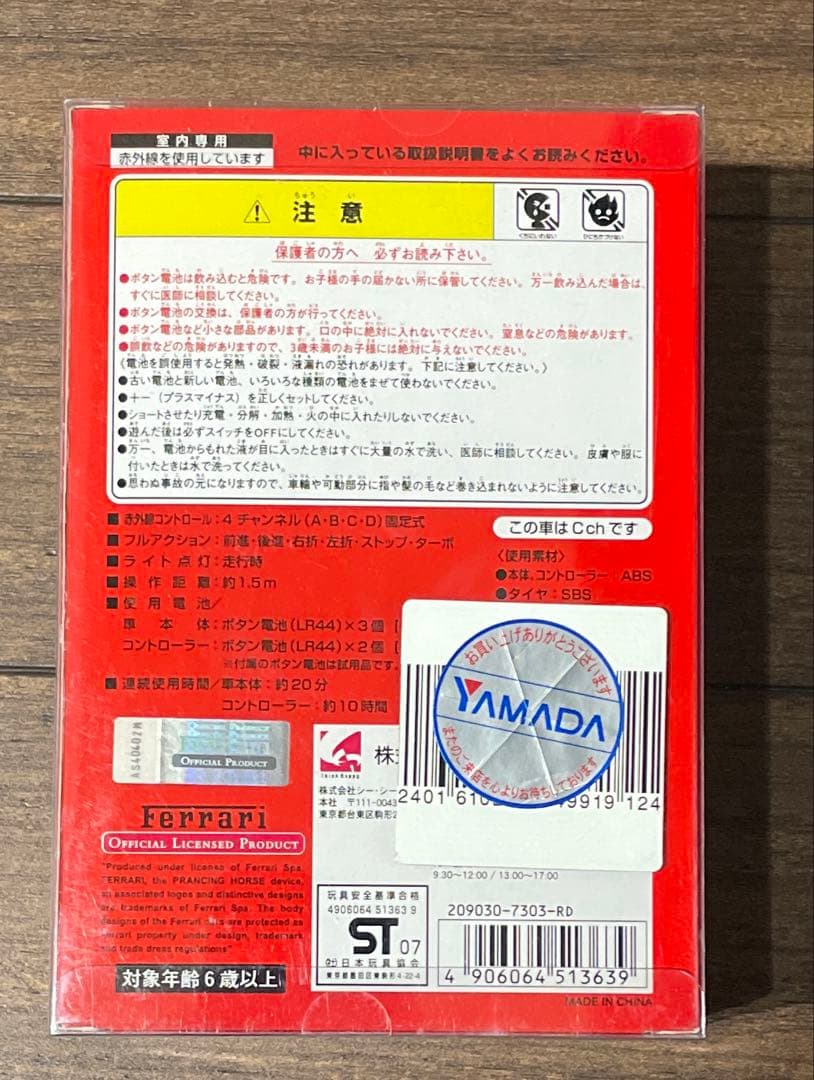 室内専用
赤外線を使用しています
中に入っている取扱説明書をよくお読みください。
注意
くちにいれない
ひにちかづけない
保護者の方へ 必ずお読み下さい。
●ボタン電池は飲み込むと危険です。お子様の手の届かない所に保管してください。万一飲み込んだ場合は、
すぐに医師に相談してください。
●ボタン電池の交換は、保護者の方が行ってください。
●ボタン電池など小さな部品があります。口の中に絶対に入れないでください。窒息などの危険があります。
●誤飲などの危険がありますので、3歳未満のお子様には絶対に与えないでください。
《電池を誤使用すると発熱・破裂・液漏れの恐れがあります。下記に注意してください。》
●古い電池と新しい電池、いろいろな種類の電池をまぜて使わないでください。
●+-(プラスマイナス)を正しくセットしてください。
●ショートさせたり充電・分解・加熱・火の中に入れたりしないでください。
●遊んだ後は必ずスイッチをOFFにしてください。
●万一、電池からもれた液が目に入ったときはすぐに大量の水で洗い、医師に相談してください。皮膚や服に
付いたときは水で洗ってください。
●思わぬ事故の元になりますので、車輪や可動部分に指や髪の毛など巻き込まれないように注意してください。
■赤外線コントロール:4チャンネル(A・B・C・D)固定式
■フルアクション:前進・後進・右折・左折・ストップ・ターボ
■ライト点灯:走行時
■操作距離:約1.5m
■使用電池/
車本体:ボタン電池(LR44)×3個
コントローラー:ボタン電池(LR44)×2個
※付属のボタン電池は試用品です。
■連続使用時間/車本体:約20分
コントローラー:約10時間
この車はCchです
〈使用素材〉
●本体、コントローラー:ABS
●タイヤ:SBS
お買い上げありがとうございます
YAMADA
またのご来店を心よりお待ちしております
2401610
99919124
AS40402M
OFFICIAL PRODUCT
Ferrari
OFFICIAL LICENSED PRODUCT
"Produced under license of Ferrari Spa.
FERRARI, the PRANCING HORSE device,
an associated logos and distinctive designs
are trademarks of Ferrari Spa. The body
designs of the Ferrari cars are protected as
Ferrari property under design, trademark
and trade dress regulations"
対象年齢6歳以上
株式
株式会社シー・シー
本社 〒111-0043
東京都台東区駒形2
9:30〜12:00 / 13:00〜17:00
玩具安全基準合格
4906064 51363 9
ST 07
(社)日本玩具協会
東京都墨田区東駒形4-22-4
209030-7303-RD
4 906064 513639
MADE IN CHINA